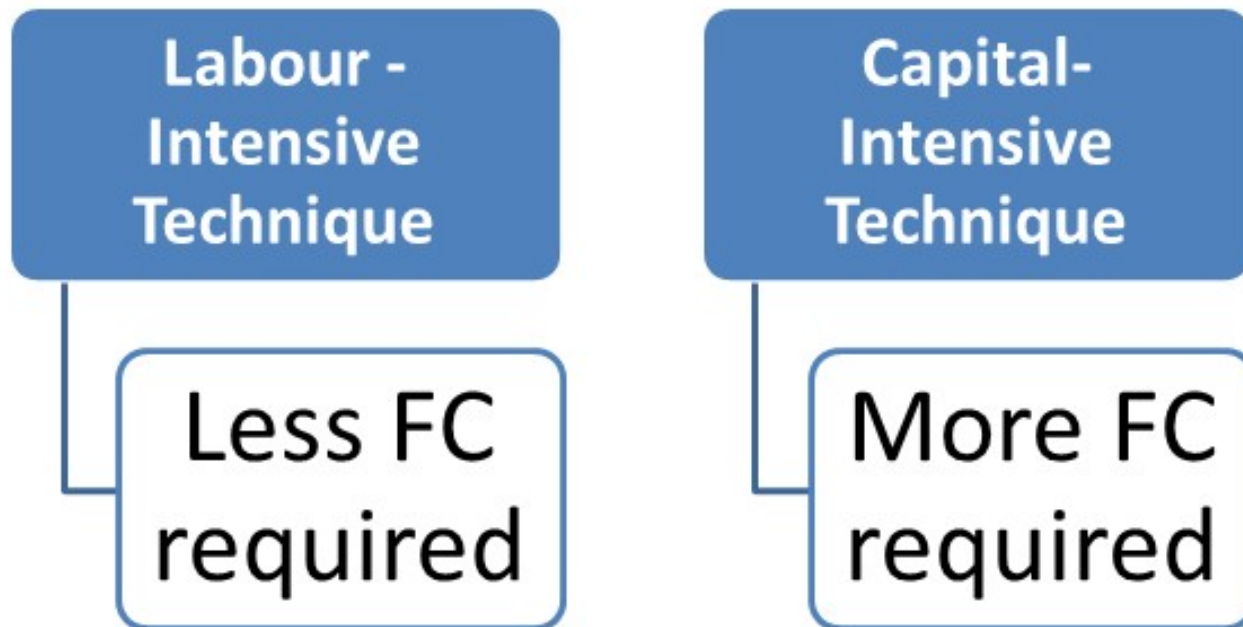 Labour -
Intensive
Technique
Less FC
required
Capital-
Intensive
Technique
More FC
required